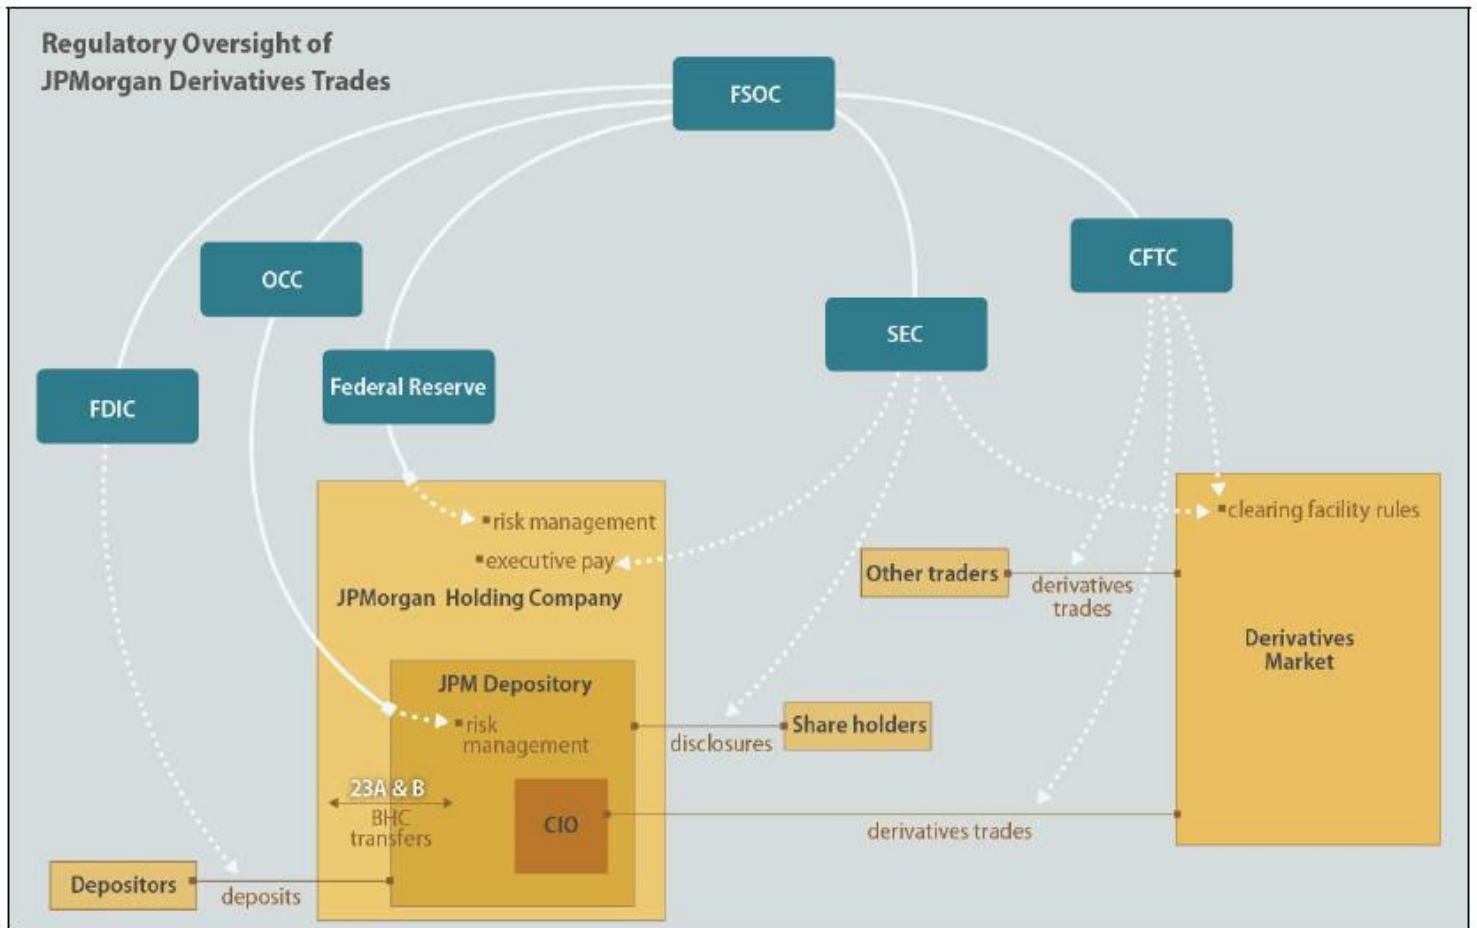 Regulatory Oversight of
JPMorgan Derivatives Trades
FSOC
OCC
CFTC
SEC
Federal Reserve
FDIC
risk management
executive pay
JPMorgan Holding Company
clearing facility rules
Other traders
derivatives
trades
Derivatives
Market
JPM Depository
risk
management
Share holders
disclosures
23A & B
BHC
transfers
CIO
derivatives trades
Depositors
deposits